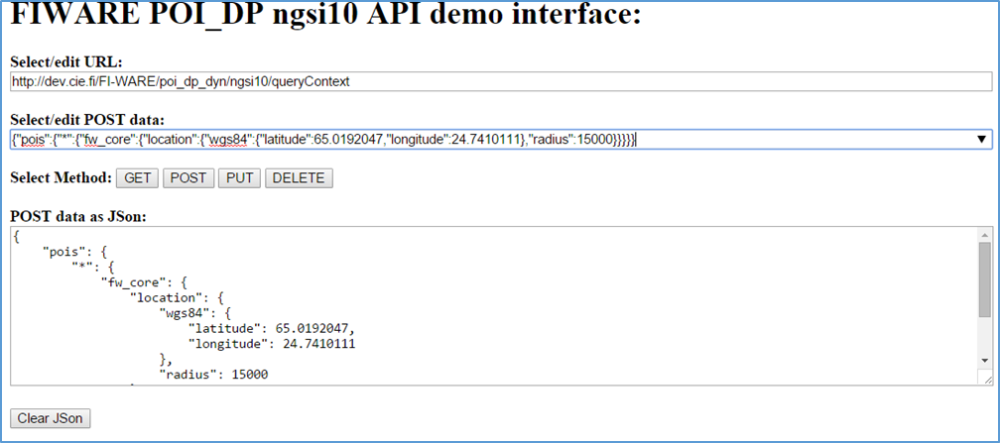 FIWARE POI_DP ngsi10 API demo interface:
Select/edit URL:
http://dev.cie.fi/FI-WARE/poi_dp_dyn/ngsi10/queryContext
Select/edit POST data:
{"pois":{"*":{"fw_core":{"location":{"wgs84":{"latitude":65.0192047,"longitude":24.7410111},"radius":15000}}}}}
Select Method: GET POST PUT DELETE
POST data as JSon:
{
    "pois": {
        "*": {
            "fw_core": {
                "location": {
                    "wgs84": {
                        "latitude": 65.0192047,
                        "longitude": 24.7410111
                    },
                    "radius": 15000
Clear JSon